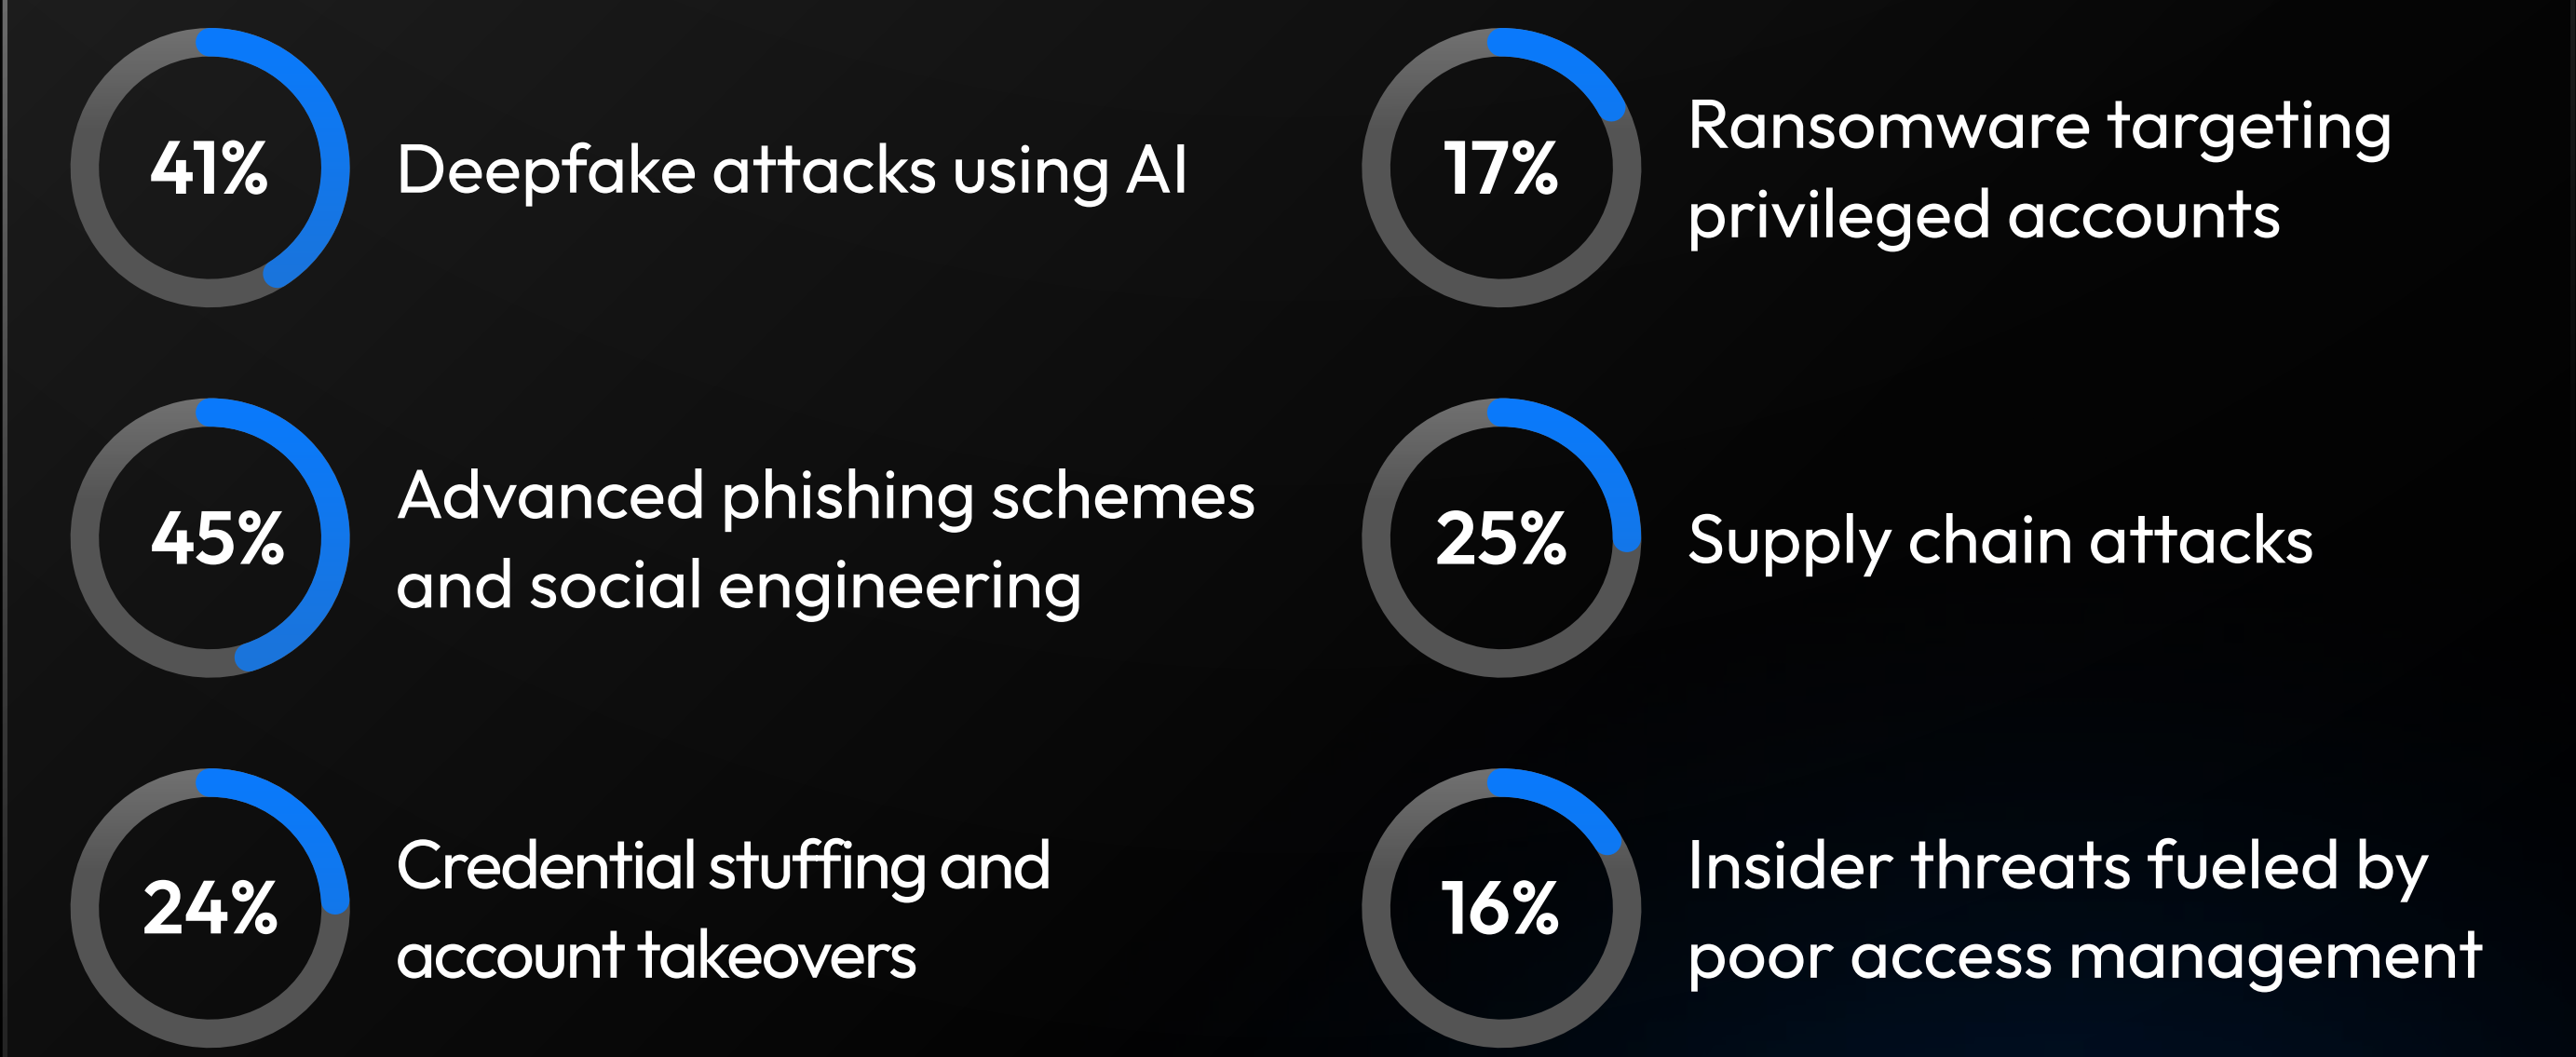 41%
Deepfake attacks using AI
17%
Ransomware targeting
privileged accounts
45%
Advanced phishing schemes
and social engineering
25%
Supply chain attacks
24%
Credential stuffing and
account takeovers
16%
Insider threats fueled by
poor access management